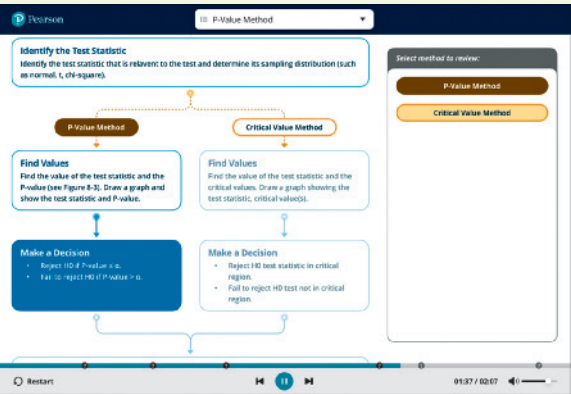 Pearson
P-Value Method
Identify the Test Statistic
Identify the test statistic that is relavent to the test and determine its sampling distribution (such
as normal, t, chi-square).
P-Value Method
Critical Value Method
Find Values
Find the value of the test statistic and the
P-value (see Figure 8-3). Draw a graph and
show the test statistic and P-value.
Find Values
Find the value of the test statistic and the
critical values. Draw a graph showing the
test statistic, critical value(s).
Make a Decision
• Reject H0 if P-value ≤ α.
• Fail to reject H0 if P-value > α.
Make a Decision
• Reject H0 test statistic in critical
region.
• Fail to reject H0 test not in critical
region.
Select method to review:
P-Value Method
Critical Value Method
Restart
01:37 / 02:07